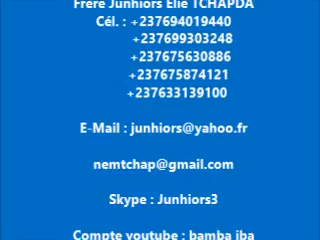 Frère Junhiors Elie TCHAPDA
Cél. : +237694019440
+237699303248
+237675630886
+237675874121
+237633139100
E-Mail : junhiors@yahoo.fr
nemtchap@gmail.com
Skype : Junhiors3
Compte youtube : bamba iba